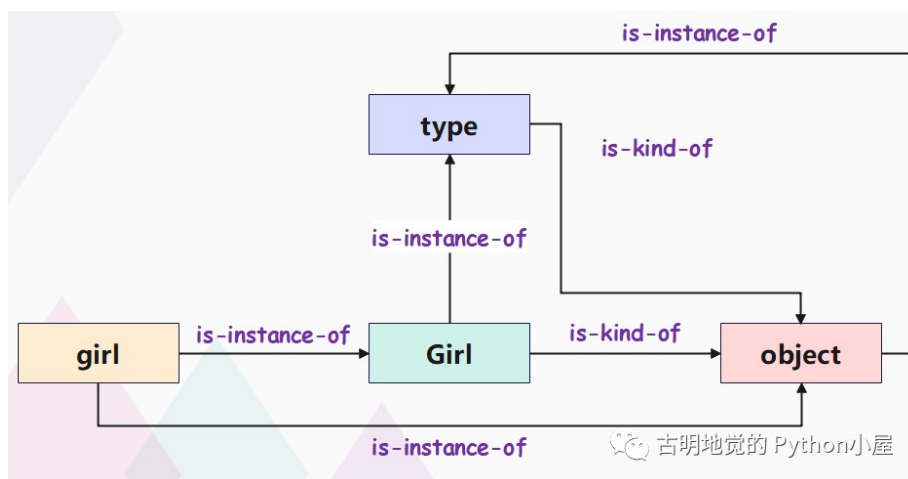 is-instance-of
type
is-kind-of
is-instance-of
is-instance-of
is-kind-of
girl
Girl
object
is-instance-of
古明地觉的 Python小屋